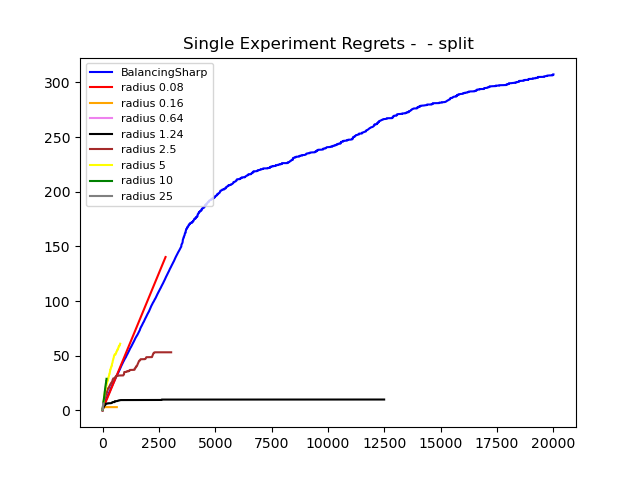 Single Experiment Regrets -  - split
BalancingSharp
radius 0.08
radius 0.16
radius 0.64
radius 1.24
radius 2.5
radius 5
radius 10
radius 25
300
250
200
150
100
50
0
0 2500 5000 7500 10000 12500 15000 17500 20000